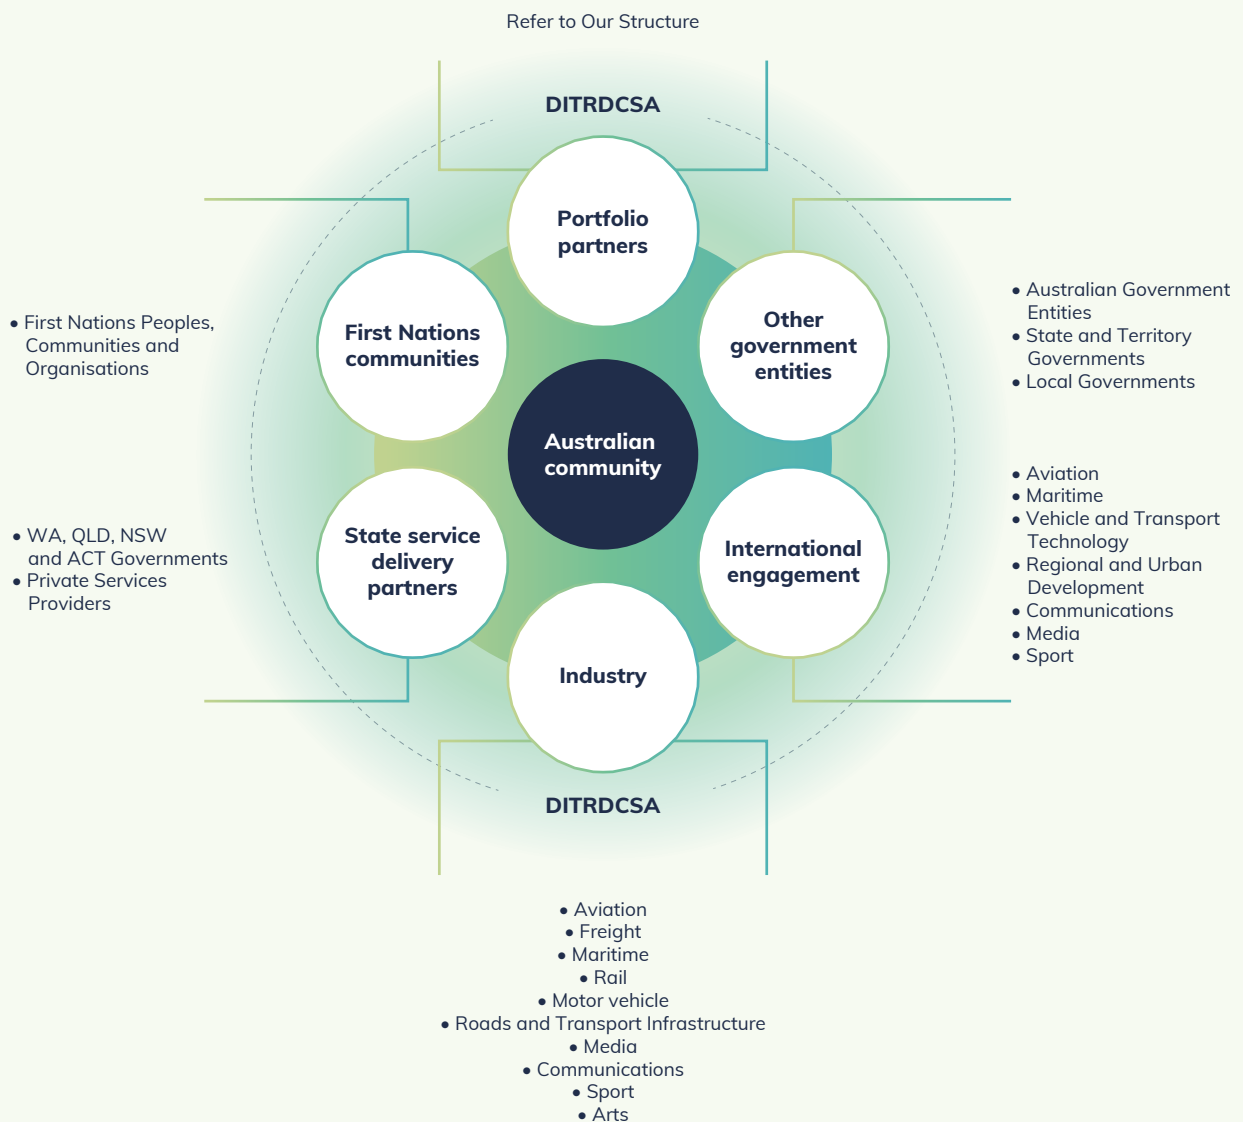 Refer to Our Structure
DITRDCSA
Portfolio
partners
First Nations
communities
• First Nations Peoples,
Communities and
Organisations
Other
government
entities
• Australian Government
Entities
• State and Territory
Governments
• Local Governments
Australian
community
State service
delivery
partners
• WA, QLD, NSW
and ACT Governments
• Private Services
Providers
International
engagement
• Aviation
• Maritime
• Vehicle and Transport
Technology
• Regional and Urban
Development
• Communications
• Media
• Sport
Industry
DITRDCSA
• Aviation
• Freight
• Maritime
• Rail
• Motor vehicle
• Roads and Transport Infrastructure
• Media
• Communications
• Sport
• Arts